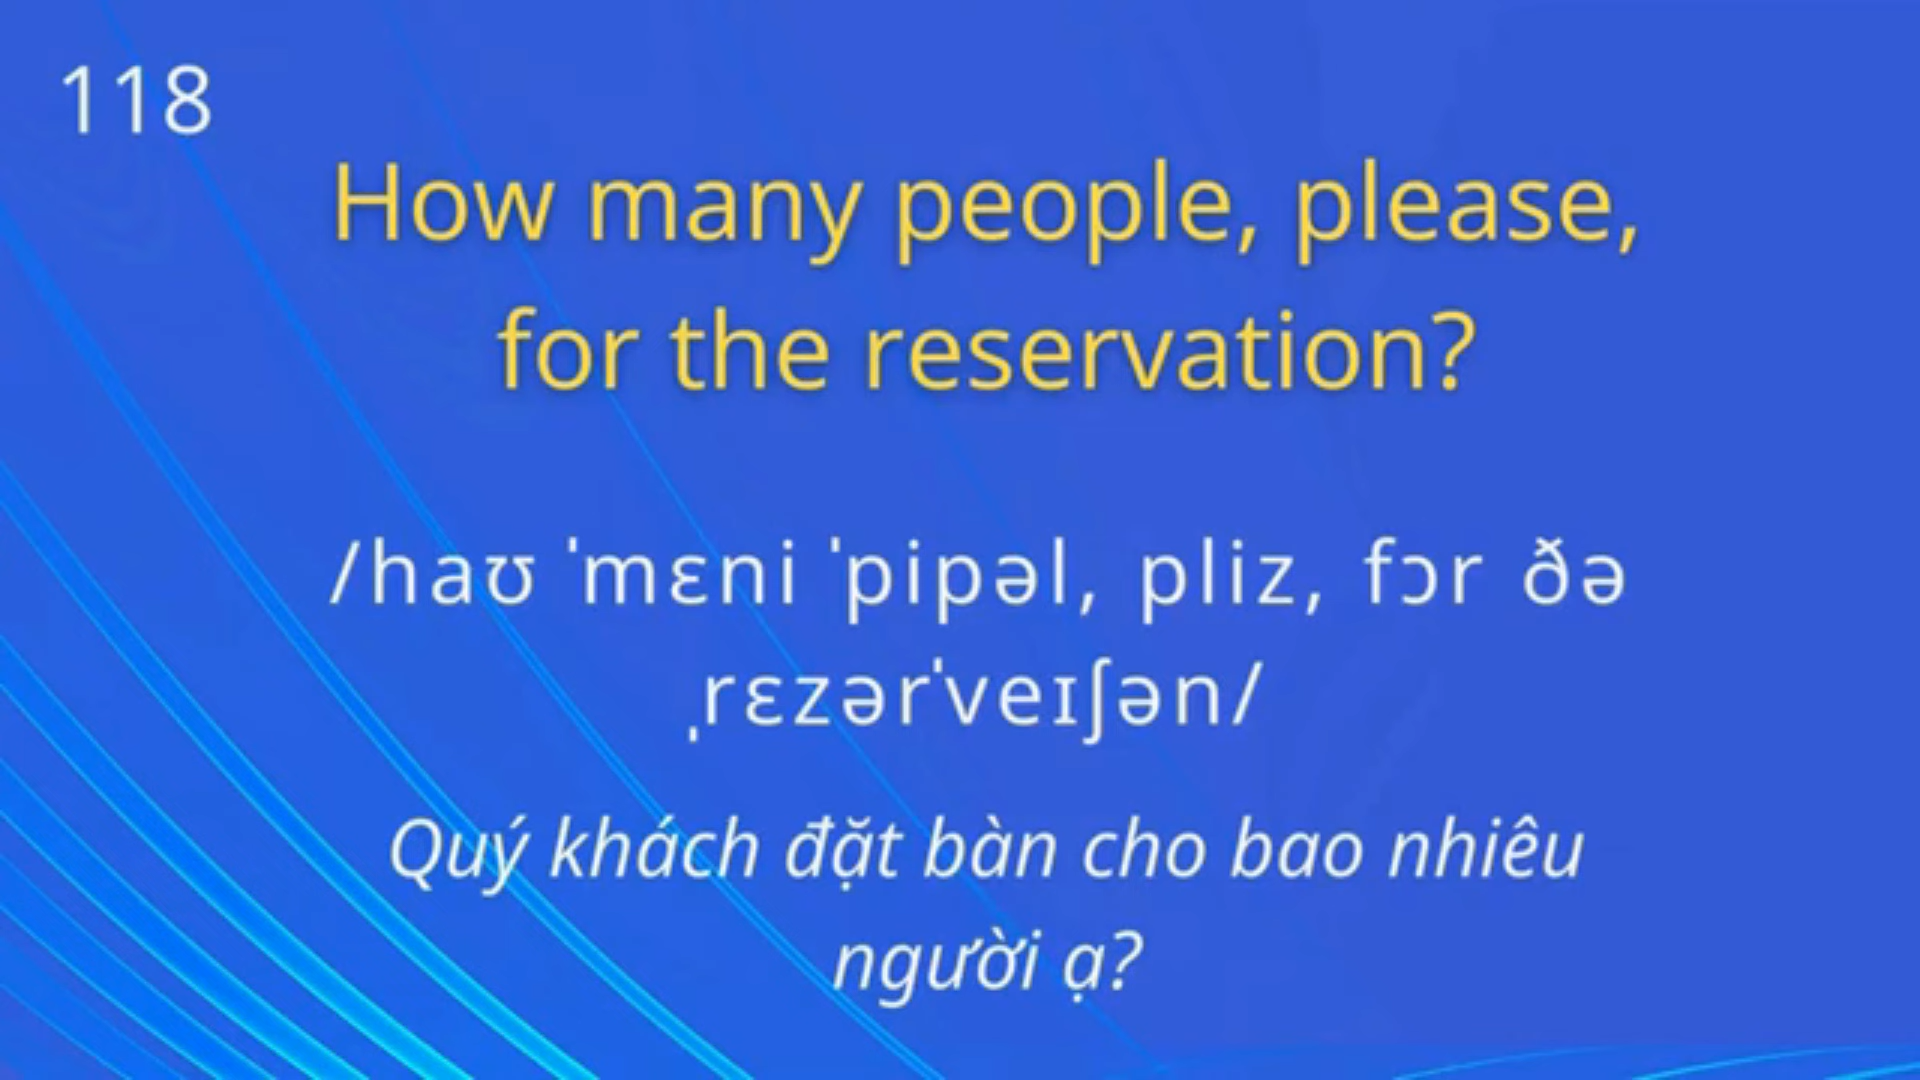 118
How many people, please,
for the reservation?
/haʊ ˈmɛni ˈpipəl, pliz, fɔr ðə
ˌrɛzərˈveɪʃən/
Quý khách đặt bàn cho bao nhiêu
người ạ?